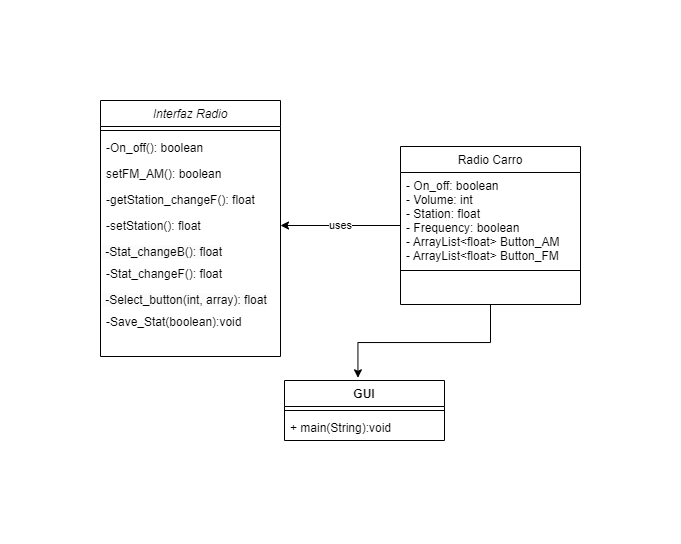 Interfaz Radio
-On_off(): boolean
setFM_AM(): boolean
-getStation_changeF(): float
-setStation(): float
-Stat_changeB(): float
-Stat_changeF(): float
-Select_button(int, array): float
-Save_Stat(boolean):void
uses
Radio Carro
- On_off: boolean
- Volume: int
- Station: float
- Frequency: boolean
- ArrayList<float> Button_AM
- ArrayList<float> Button_FM
GUI
+ main(String):void